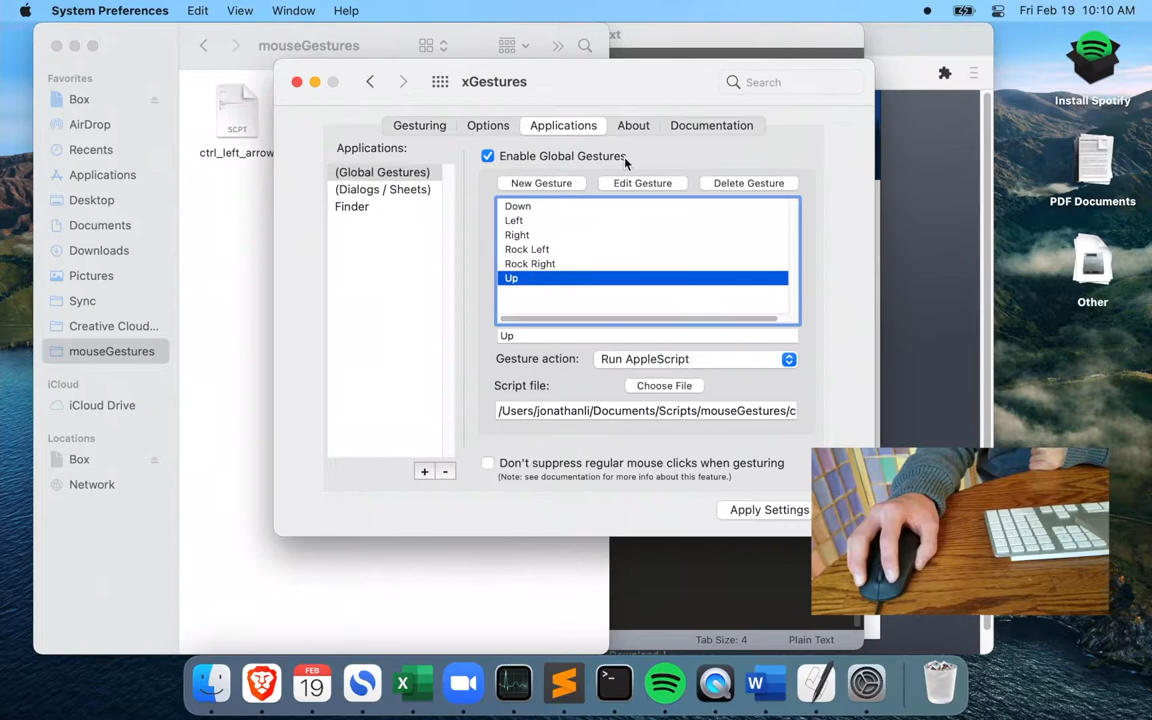 System Preferences Edit View Window Help Fri Feb 19 10:10 AM
mouseGestures
xt
Favorites
Box
AirDrop
Recents
Applications
Desktop
Documents
Downloads
Pictures
Sync
Creative Cloud...
mouseGestures
iCloud
iCloud Drive
Locations
Box
Network
SCPT
ctrl_left_arrow
xGestures
Search
Gesturing Options Applications About Documentation
Applications:
(Global Gestures)
(Dialogs / Sheets)
Finder
+ -
Enable Global Gestures
New Gesture Edit Gesture Delete Gesture
Down
Left
Right
Rock Left
Rock Right
Up
Up
Gesture action: Run AppleScript
Script file: Choose File
/Users/jonathanli/Documents/Scripts/mouseGestures/c
Don't suppress regular mouse clicks when gesturing
(Note: see documentation for more info about this feature.)
Apply Settings
Tab Size: 4 Plain Text
Install Spotify
PDF Documents
Other
FEB
19